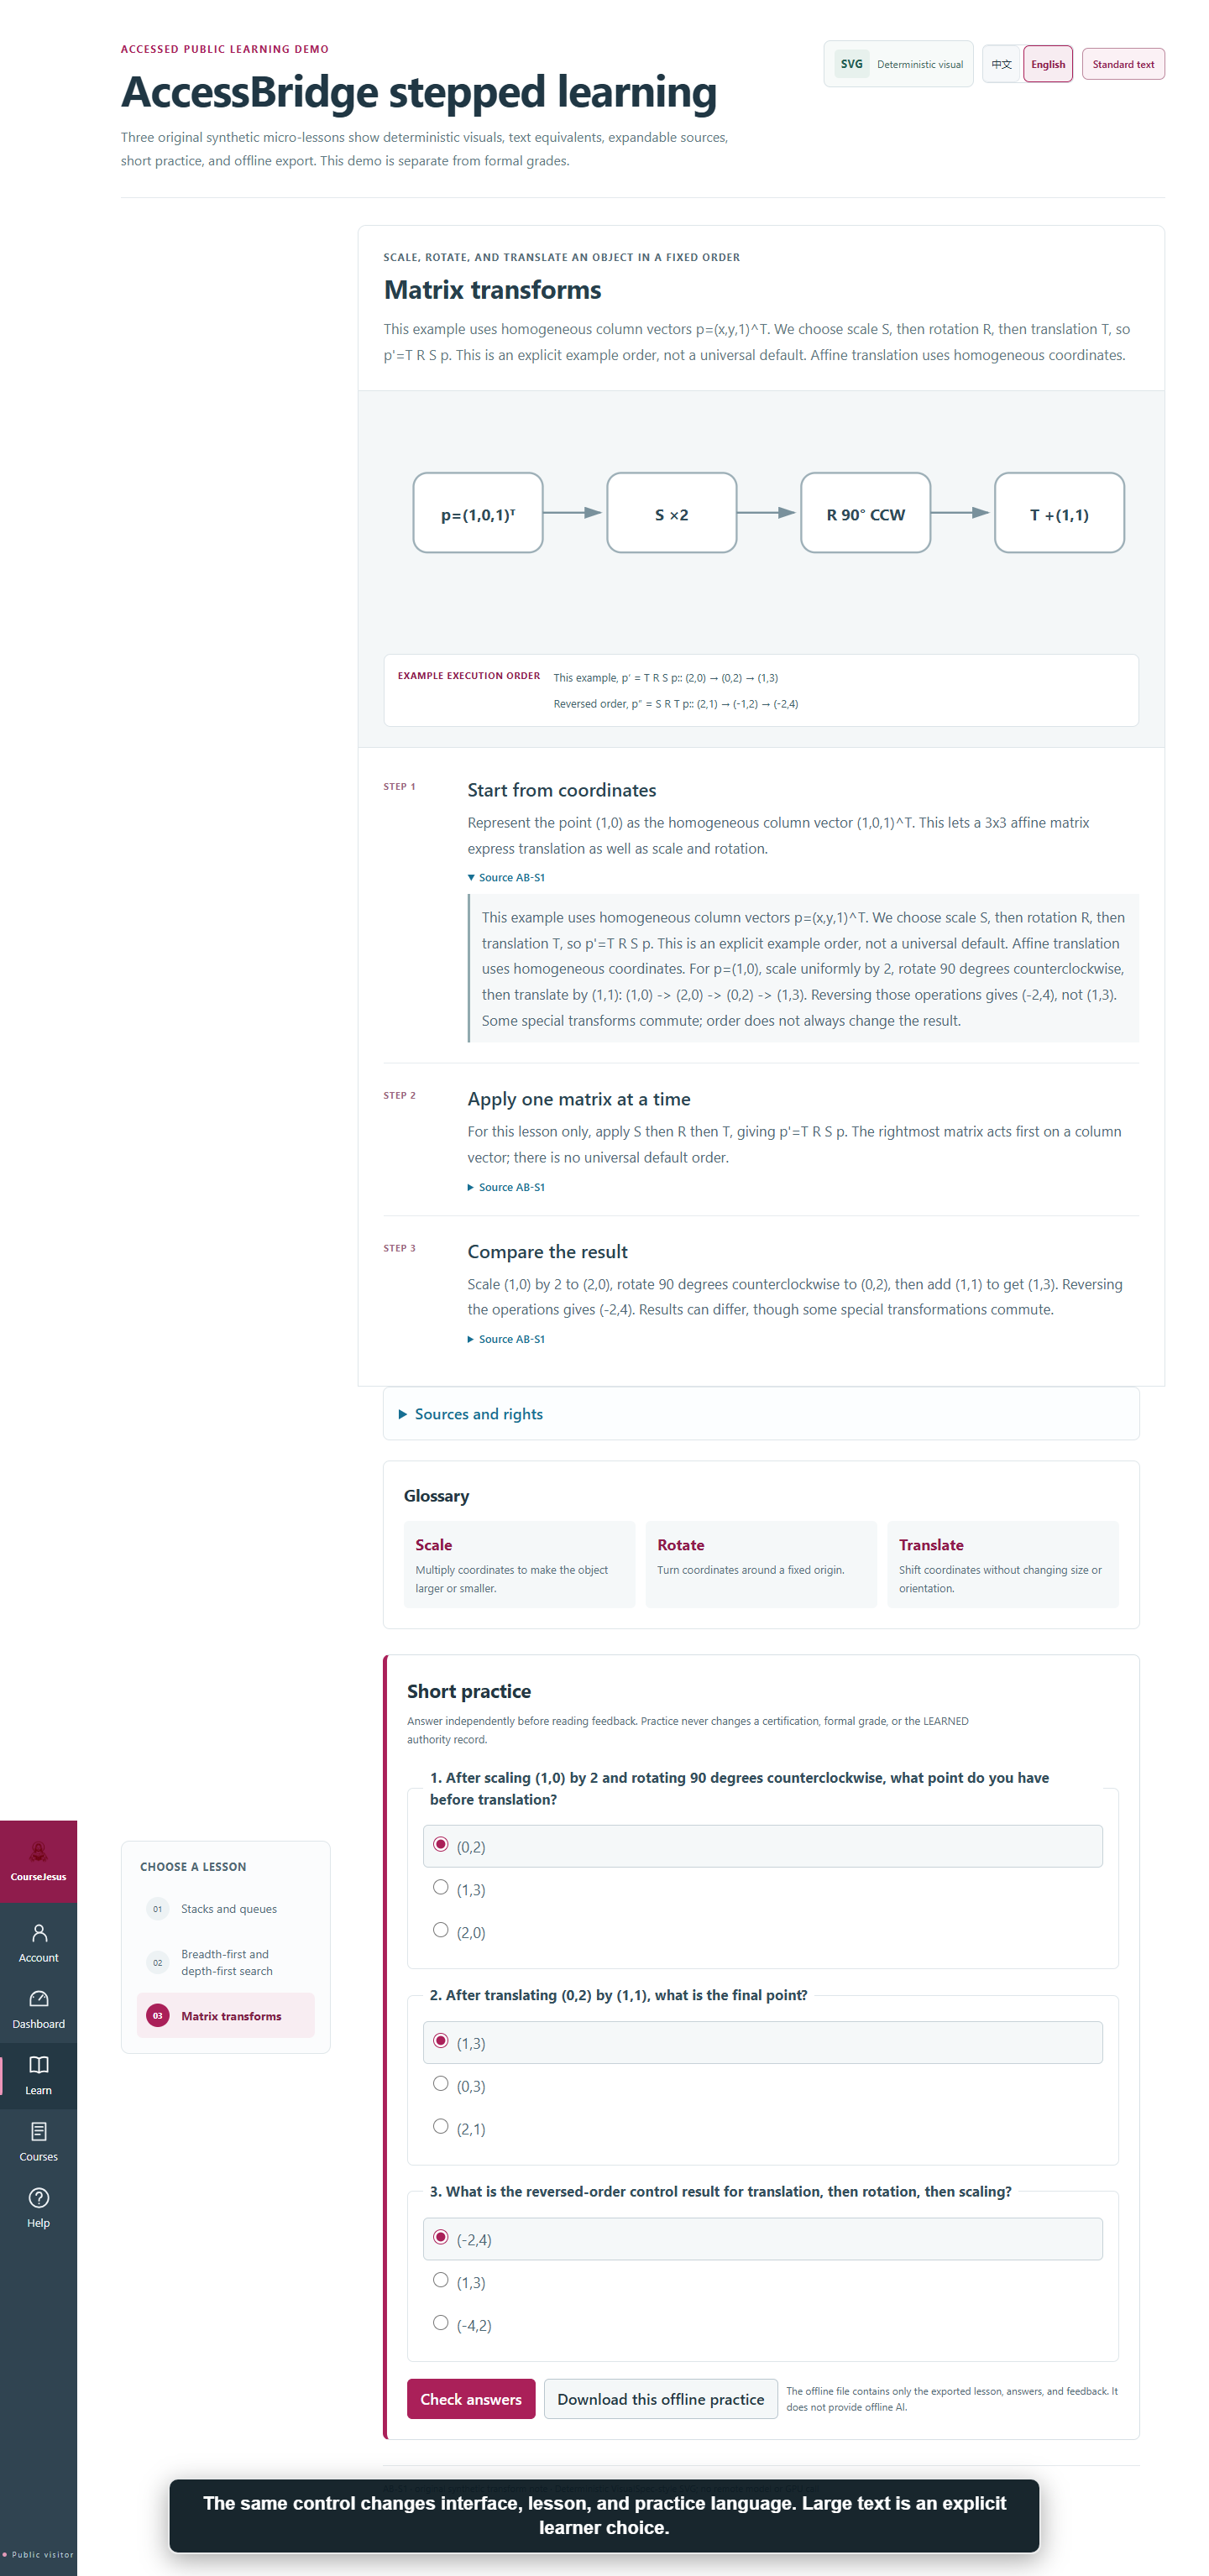 ACCESSED PUBLIC LEARNING DEMO
AccessBridge stepped learning
Three original synthetic micro-lessons show deterministic visuals, text equivalents, expandable sources,
short practice, and offline export. This demo is separate from formal grades.
SVG Deterministic visual
中文
English
Standard text
SCALE, ROTATE, AND TRANSLATE AN OBJECT IN A FIXED ORDER
Matrix transforms
This example uses homogeneous column vectors p=(x,y,1)^T. We choose scale S, then rotation R, then translation T, so
p'=T R S p. This is an explicit example order, not a universal default. Affine translation uses homogeneous coordinates.
p=(1,0,1)ᵀ
S ×2
R 90° CCW
T +(1,1)
EXAMPLE EXECUTION ORDER
This example, p′ = T R S p:: (2,0) → (0,2) → (1,3)
Reversed order, p″ = S R T p:: (2,1) → (-1,2) → (-2,4)
STEP 1
Start from coordinates
Represent the point (1,0) as the homogeneous column vector (1,0,1)^T. This lets a 3x3 affine matrix
express translation as well as scale and rotation.
▼ Source AB-S1
This example uses homogeneous column vectors p=(x,y,1)^T. We choose scale S, then rotation R, then
translation T, so p'=T R S p. This is an explicit example order, not a universal default. Affine translation
uses homogeneous coordinates. For p=(1,0), scale uniformly by 2, rotate 90 degrees counterclockwise,
then translate by (1,1): (1,0) -> (2,0) -> (0,2) -> (1,3). Reversing those operations gives (-2,4), not (1,3).
Some special transforms commute; order does not always change the result.
STEP 2
Apply one matrix at a time
For this lesson only, apply S then R then T, giving p'=T R S p. The rightmost matrix acts first on a column
vector; there is no universal default order.
▶ Source AB-S1
STEP 3
Compare the result
Scale (1,0) by 2 to (2,0), rotate 90 degrees counterclockwise to (0,2), then add (1,1) to get (1,3). Reversing
the operations gives (-2,4). Results can differ, though some special transformations commute.
▶ Source AB-S1
▶ Sources and rights
Glossary
Scale
Multiply coordinates to make the object
larger or smaller.
Rotate
Turn coordinates around a fixed origin.
Translate
Shift coordinates without changing size or
orientation.
Short practice
Answer independently before reading feedback. Practice never changes a certification, formal grade, or the LEARNED
authority record.
1. After scaling (1,0) by 2 and rotating 90 degrees counterclockwise, what point do you have
before translation?
(0,2)
(1,3)
(2,0)
2. After translating (0,2) by (1,1), what is the final point?
(1,3)
(0,3)
(2,1)
3. What is the reversed-order control result for translation, then rotation, then scaling?
(-2,4)
(1,3)
(-4,2)
Check answers
Download this offline practice
The offline file contains only the exported lesson, answers, and feedback. It
does not provide offline AI.
CourseJesus
Account
Dashboard
Learn
Courses
Help
Public visitor
CHOOSE A LESSON
01 Stacks and queues
02 Breadth-first and
depth-first search
03 Matrix transforms
The same control changes interface, lesson, and practice language. Large text is an explicit
learner choice.